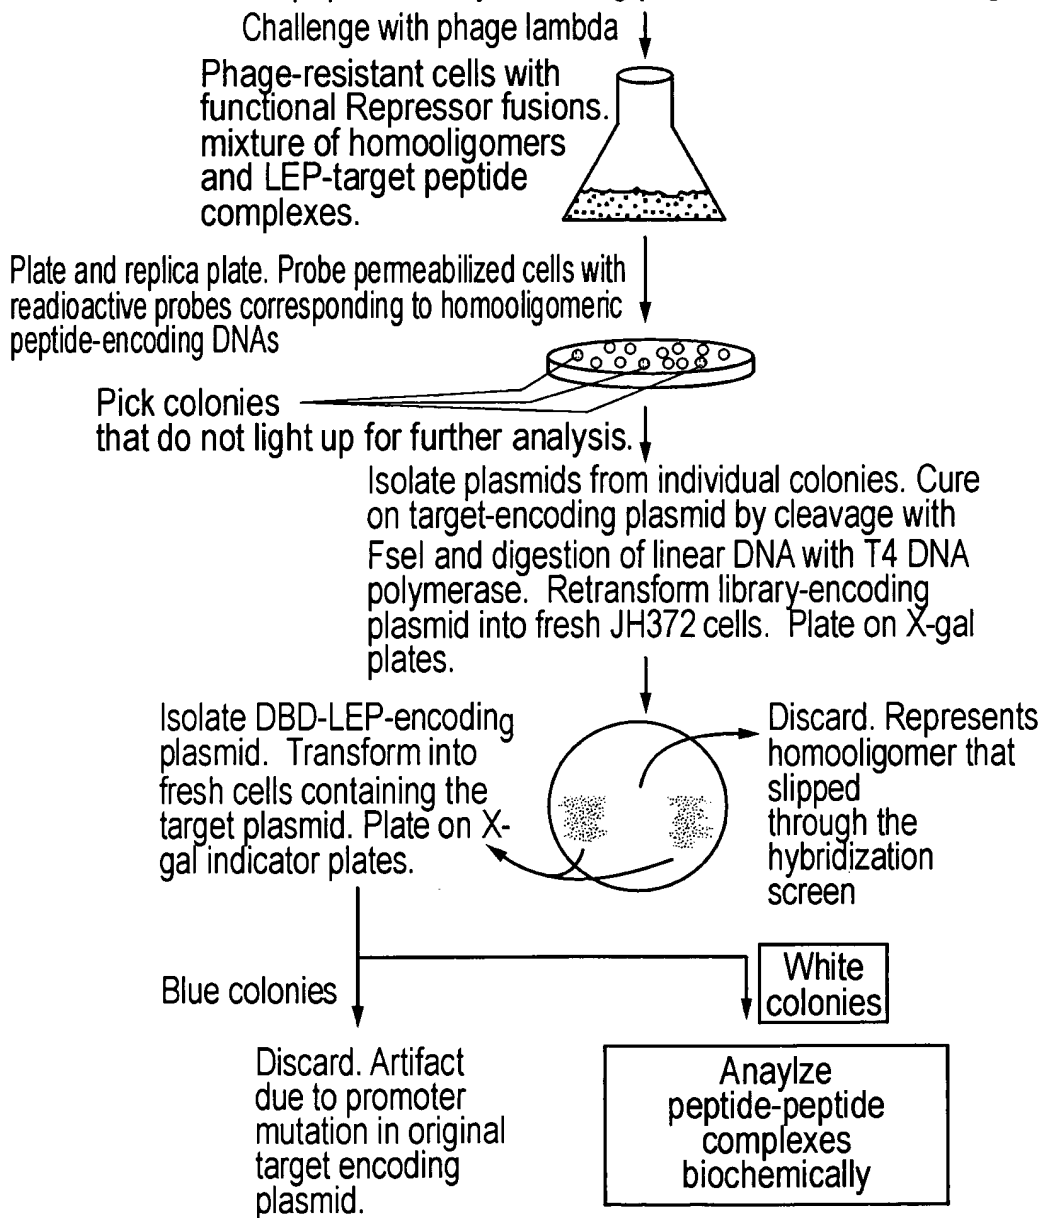 Challenge with phage lambda
Phage-resistant cells with
functional Repressor fusions.
mixture of homooligomers
and LEP-target peptide
complexes.
Plate and replica plate. Probe permeabilized cells with
readioactive probes corresponding to homooligomeric
peptide-encoding DNAs
Pick colonies
that do not light up for further analysis.
Isolate plasmids from individual colonies. Cure
on target-encoding plasmid by cleavage with
FseI and digestion of linear DNA with T4 DNA
polymerase. Retransform library-encoding
plasmid into fresh JH372 cells. Plate on X-gal
plates.
Isolate DBD-LEP-encoding
plasmid. Transform into
fresh cells containing the
target plasmid. Plate on X-
gal indicator plates.
Discard. Represents
homooligomer that
slipped
through the
hybridization
screen
Blue colonies
White
colonies
Discard. Artifact
due to promoter
mutation in original
target encoding
plasmid.
Anaylze
peptide-peptide
complexes
biochemically